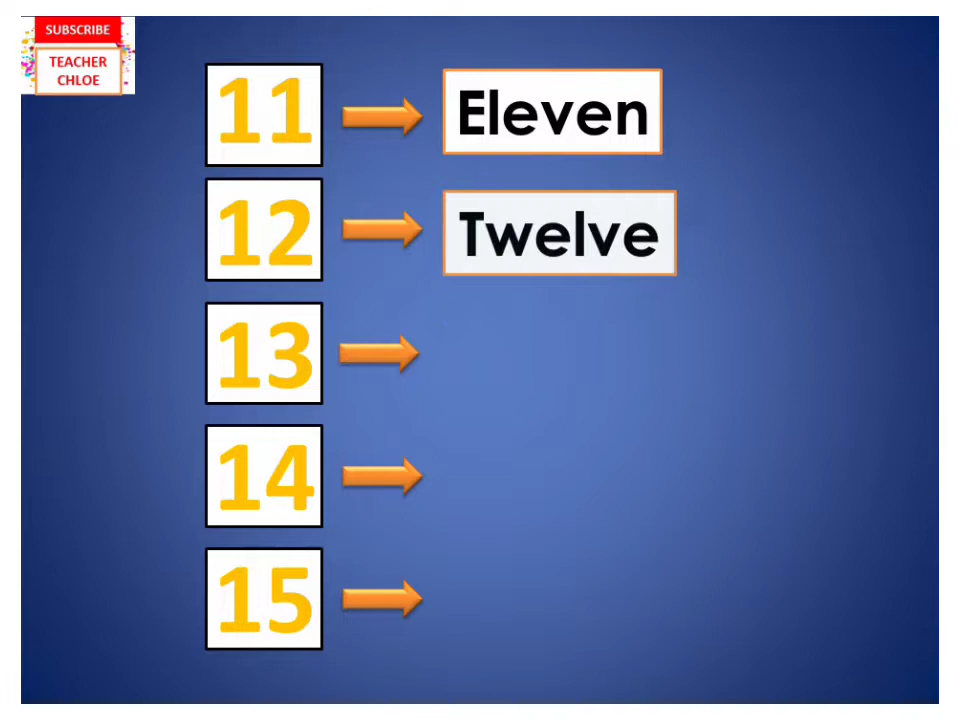 SUBSCRIBE
TEACHER
CHLOE
11 Eleven
12 Twelve
13
14
15